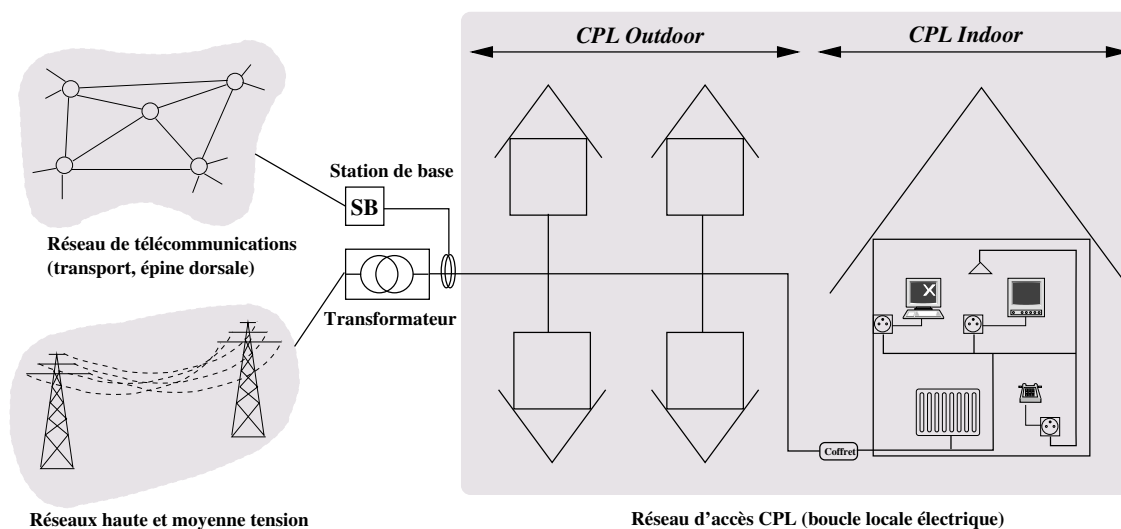 CPL Outdoor
CPL Indoor
Station de base
SB
Réseau de télécommunications
(transport, épine dorsale)
Transformateur
X
Coffret
Réseaux haute et moyenne tension
Réseau d'accès CPL (boucle locale électrique)